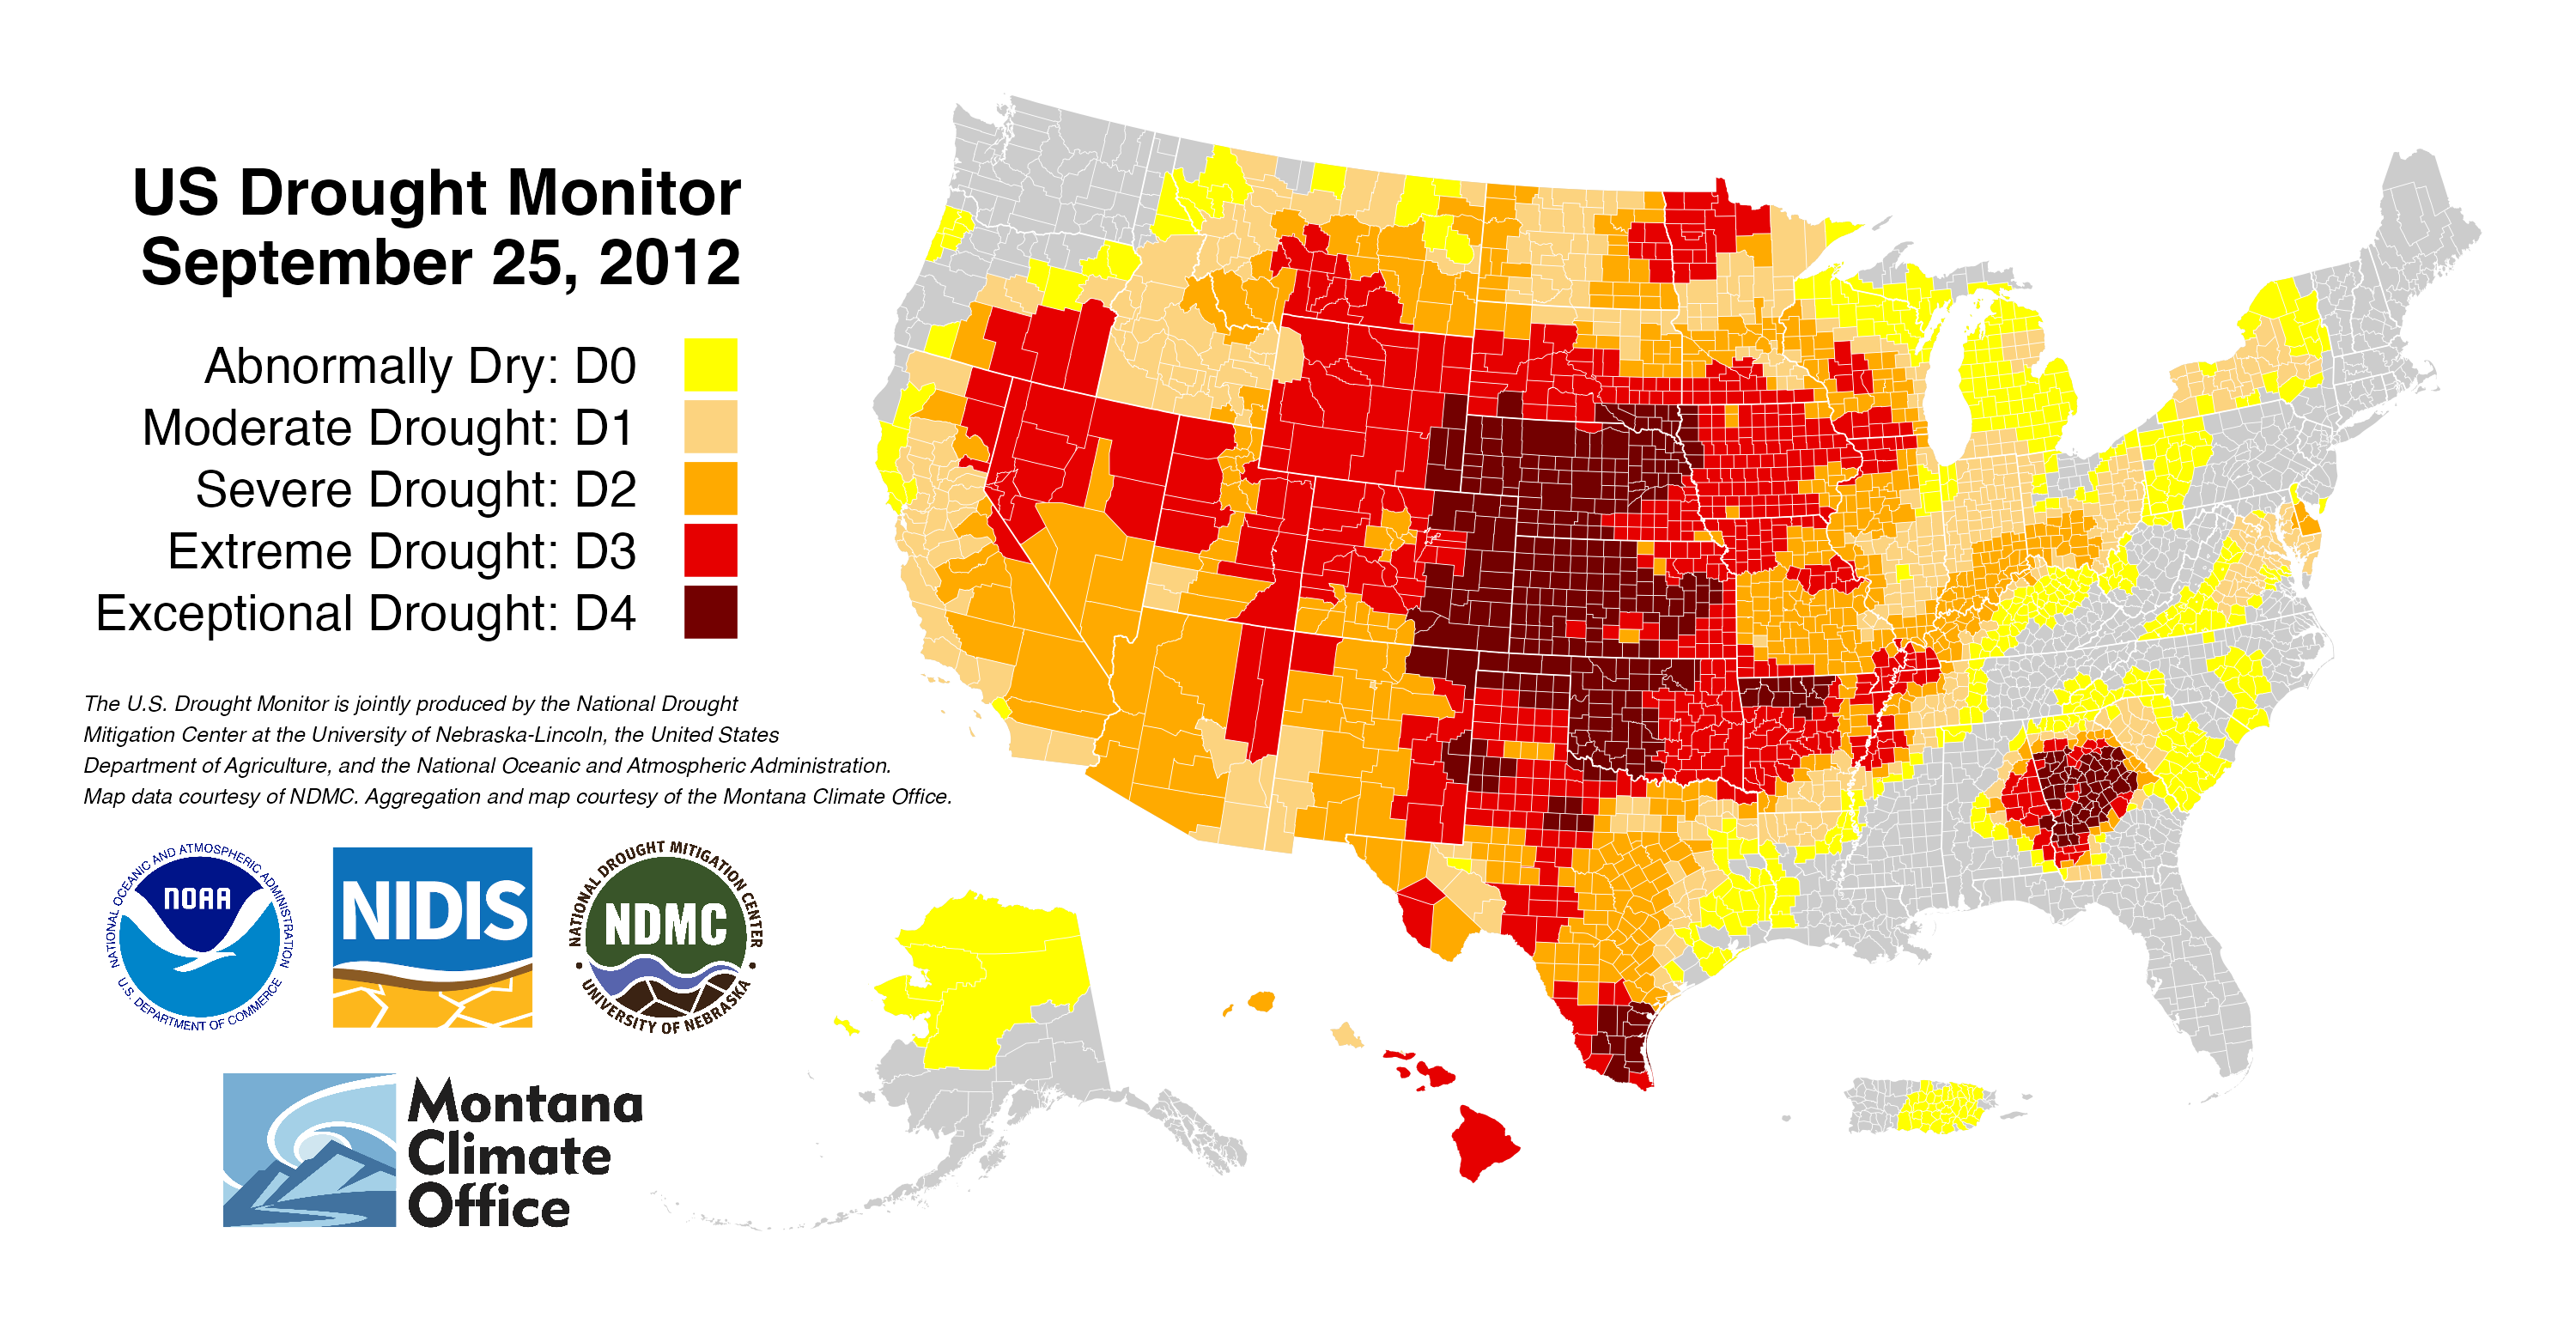 US Drought Monitor
September 25, 2012
Abnormally Dry: D0
Moderate Drought: D1
Severe Drought: D2
Extreme Drought: D3
Exceptional Drought: D4
The U.S. Drought Monitor is jointly produced by the National Drought
Mitigation Center at the University of Nebraska-Lincoln, the United States
Department of Agriculture, and the National Oceanic and Atmospheric Administration.
Map data courtesy of NDMC. Aggregation and map courtesy of the Montana Climate Office.
NATIONAL OCEANIC AND ATMOSPHERIC ADMINISTRATION
NOAA
U.S. DEPARTMENT OF COMMERCE
NIDIS
NATIONAL DROUGHT MITIGATION CENTER
NDMC
UNIVERSITY OF NEBRASKA
Montana
Climate
Office